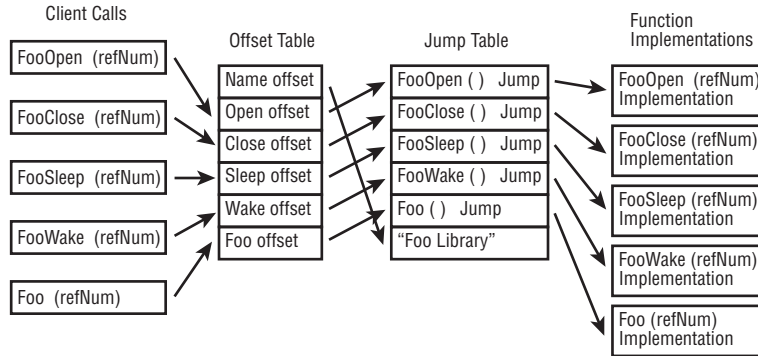 Client Calls
FooOpen (refNum)
FooClose (refNum)
FooSleep (refNum)
FooWake (refNum)
Foo (refNum)
Offset Table
Name offset
Open offset
Close offset
Sleep offset
Wake offset
Foo offset
Jump Table
FooOpen ( ) Jump
FooClose ( ) Jump
FooSleep ( ) Jump
FooWake ( ) Jump
Foo ( ) Jump
“Foo Library”
Function
Implementations
FooOpen (refNum)
Implementation
FooClose (refNum)
Implementation
FooSleep (refNum)
Implementation
FooWake (refNum)
Implementation
Foo (refNum)
Implementation